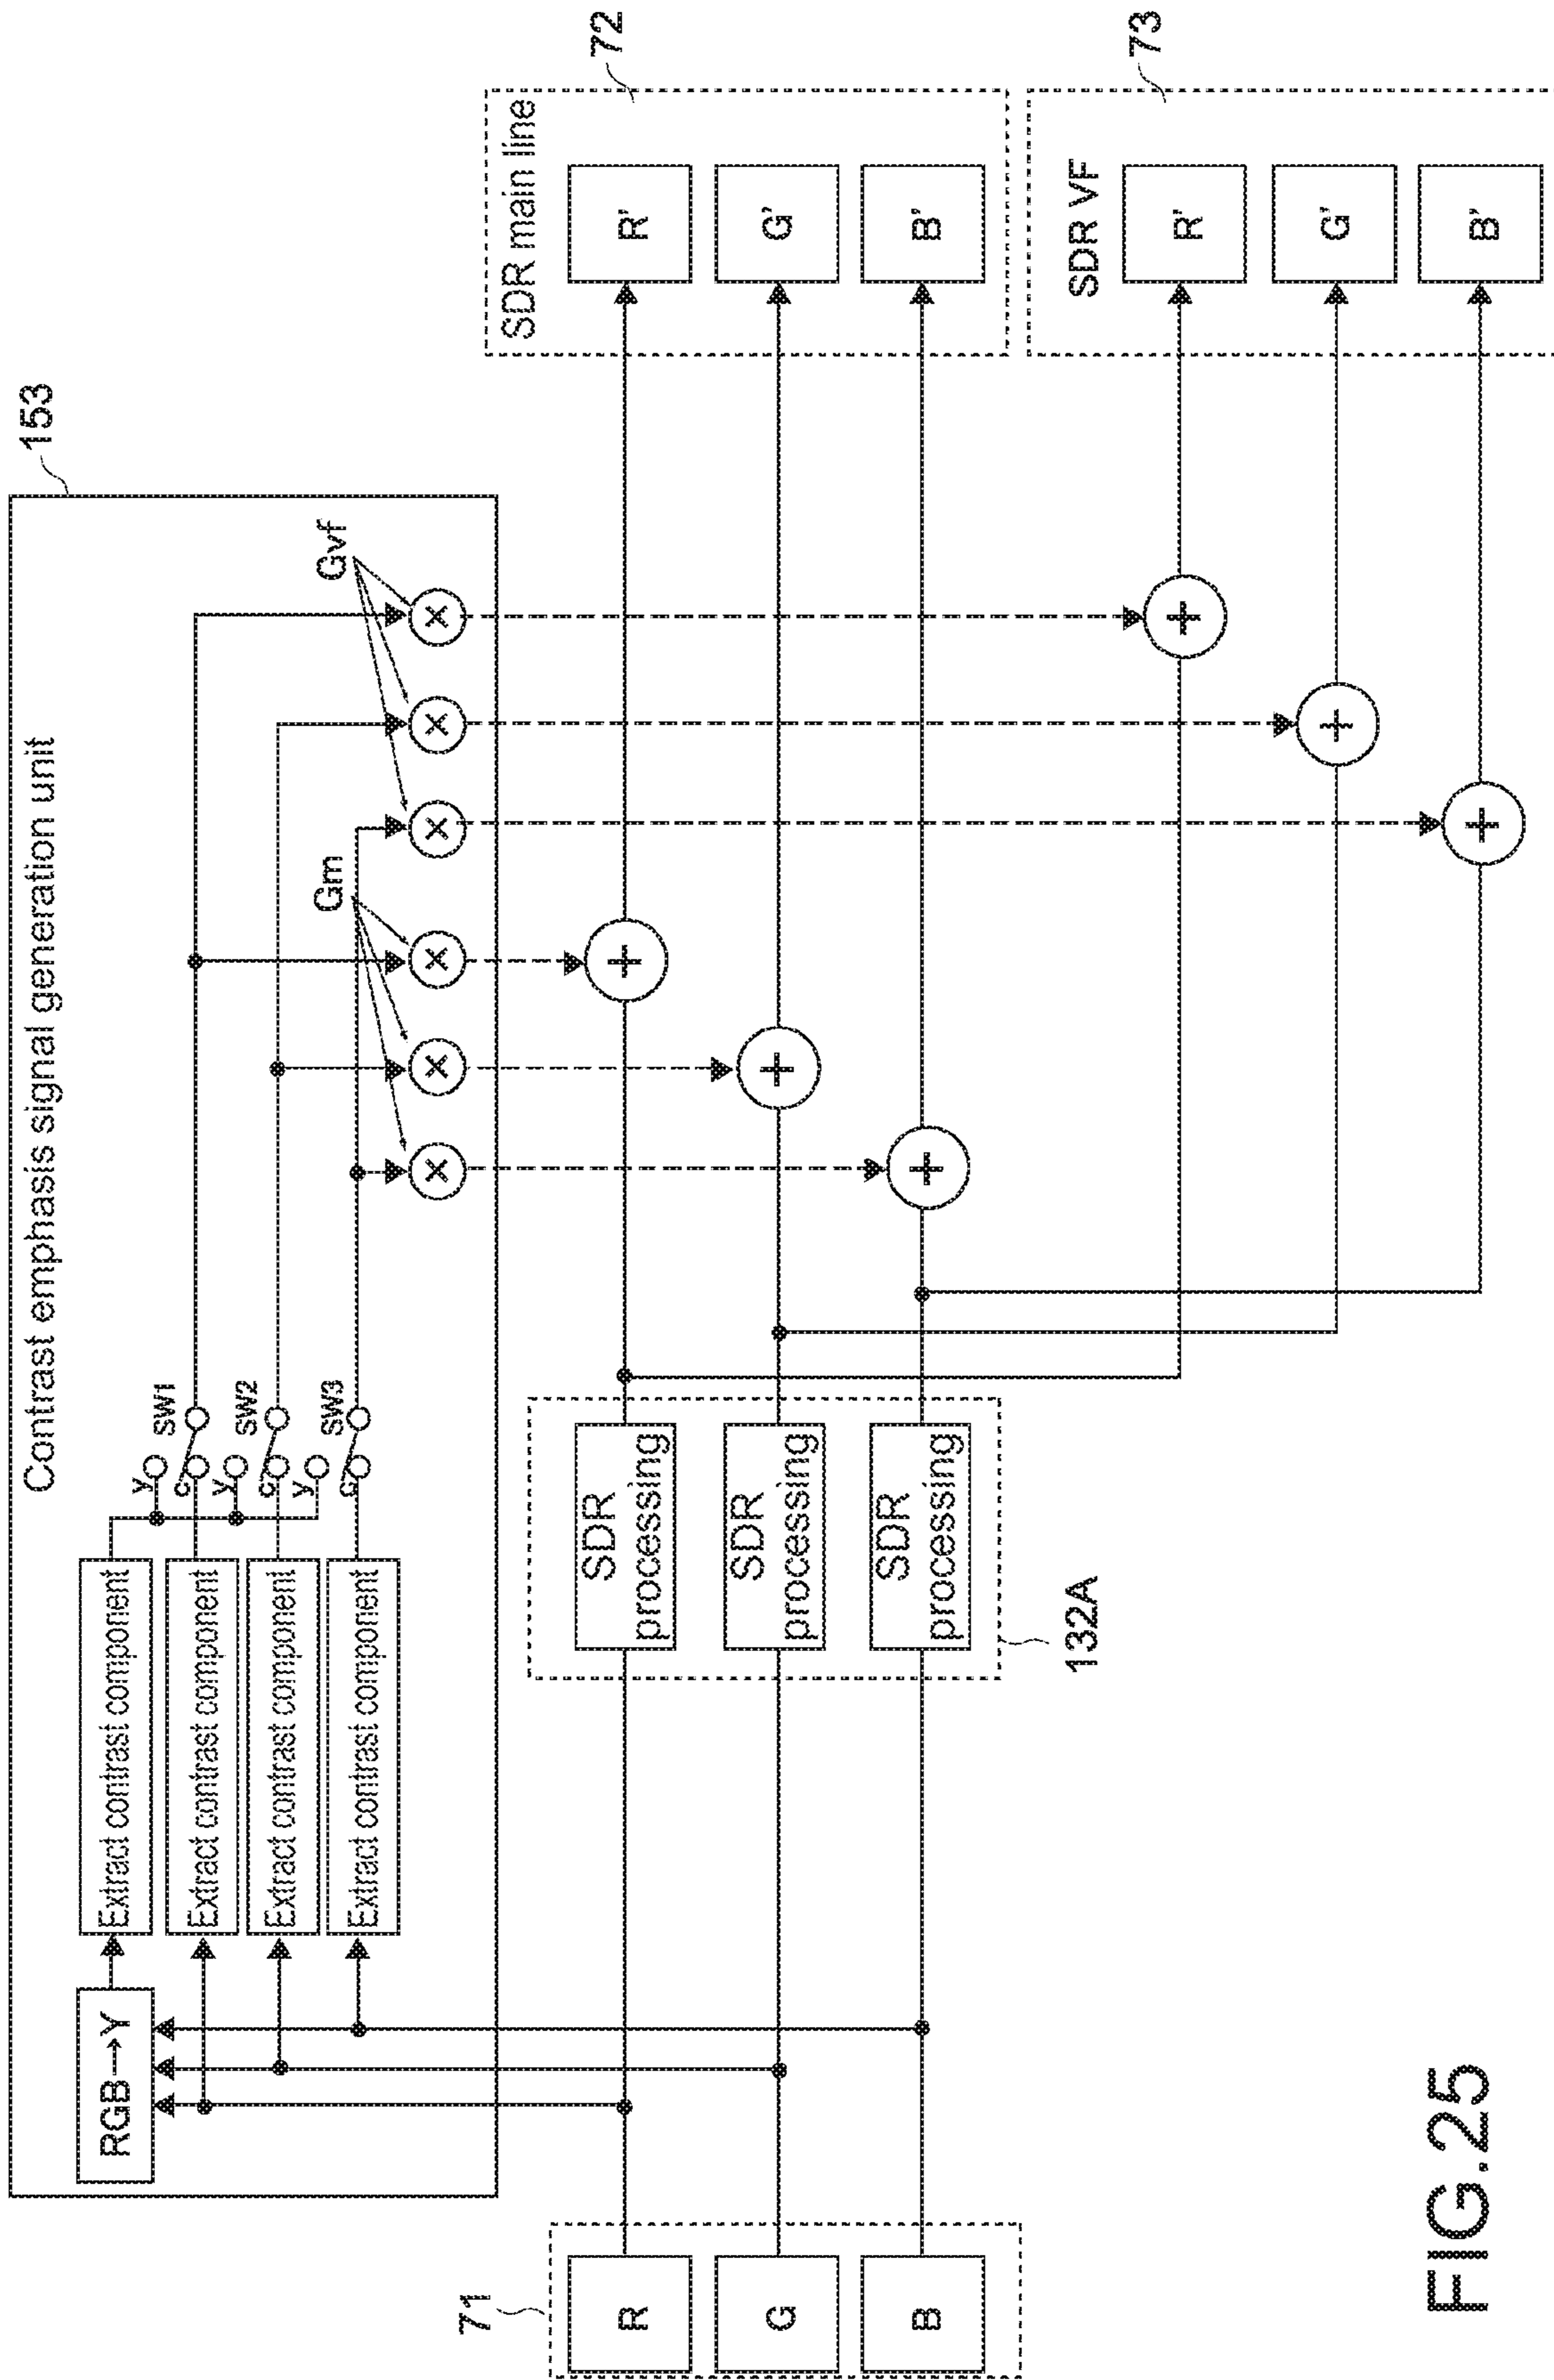 Contrast emphasis signal generation unit
153
RGB→Y
Extract contrast component
Extract contrast component
Extract contrast component
Extract contrast component
y
c
SW1
y
c
SW2
y
c
SW3
Gm
Gvf
71
R
G
B
SDR
processing
SDR
processing
SDR
processing
132A
SDR main line
72
R'
G'
B'
SDR VF
73
R'
G'
B'
FIG.25